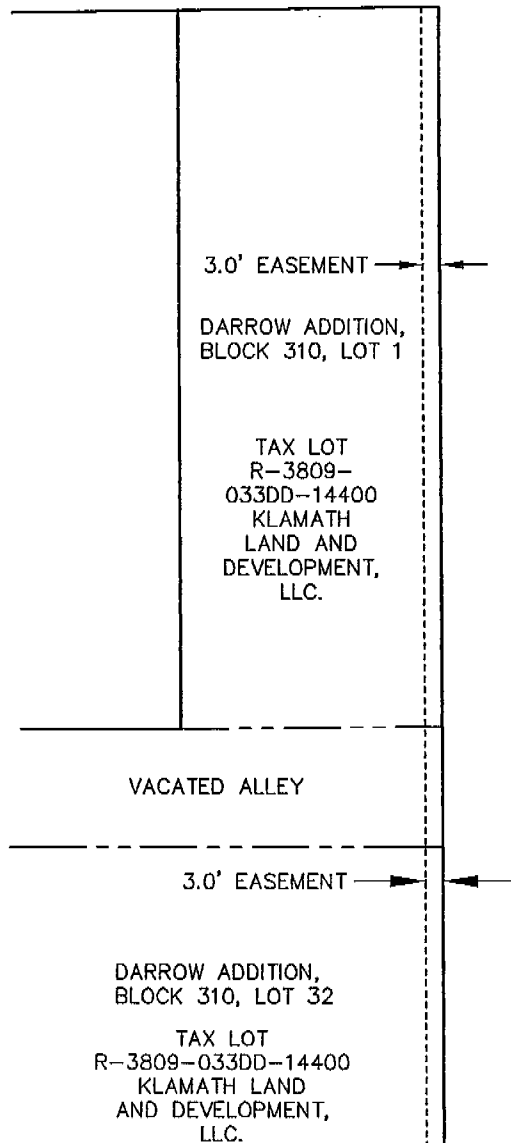 3.0' EASEMENT
DARROW ADDITION,
BLOCK 310, LOT 1
TAX LOT
R-3809-
033DD-14400
KLAMATH
LAND AND
DEVELOPMENT,
LLC.
VACATED ALLEY
3.0' EASEMENT
DARROW ADDITION,
BLOCK 310, LOT 32
TAX LOT
R-3809-033DD-14400
KLAMATH LAND
AND DEVELOPMENT,
LLC.